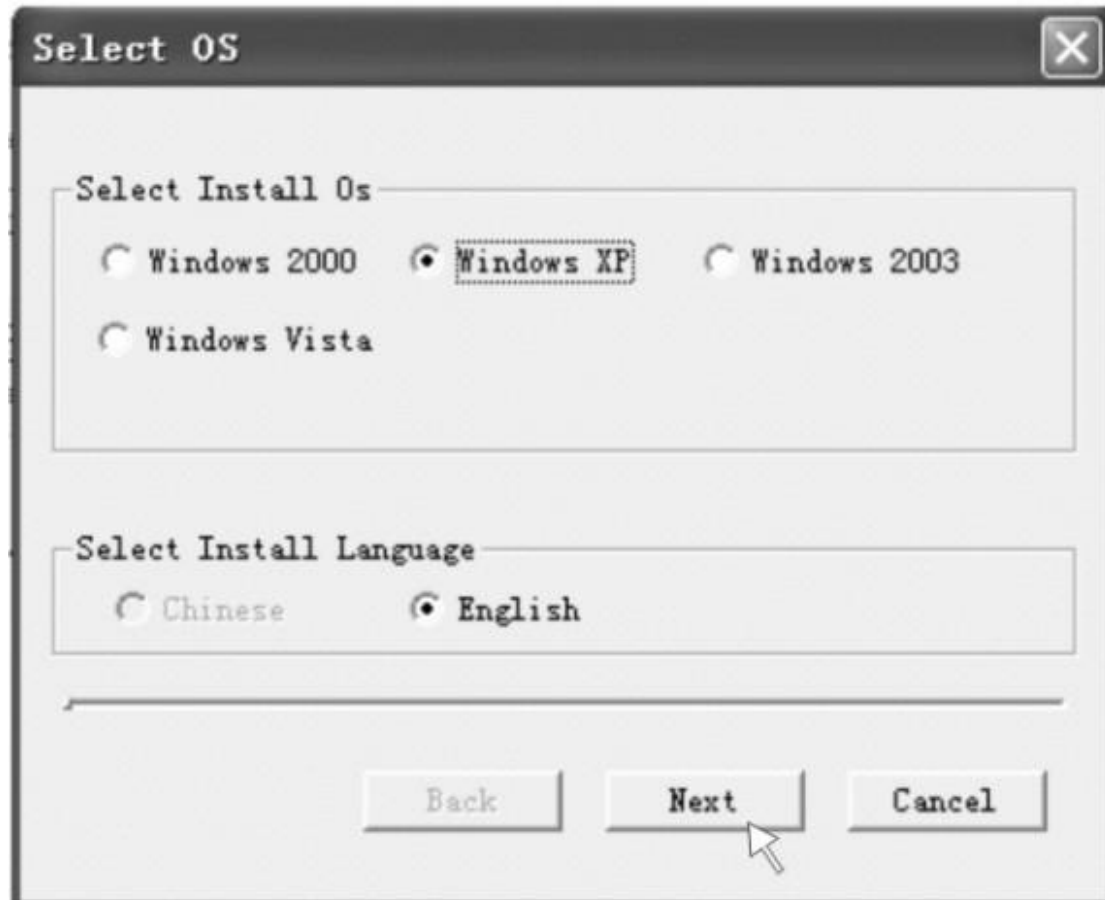 Select OS
Select Install Os
Windows 2000 Windows XP Windows 2003
Windows Vista
Select Install Language
Chinese English
Back Next Cancel